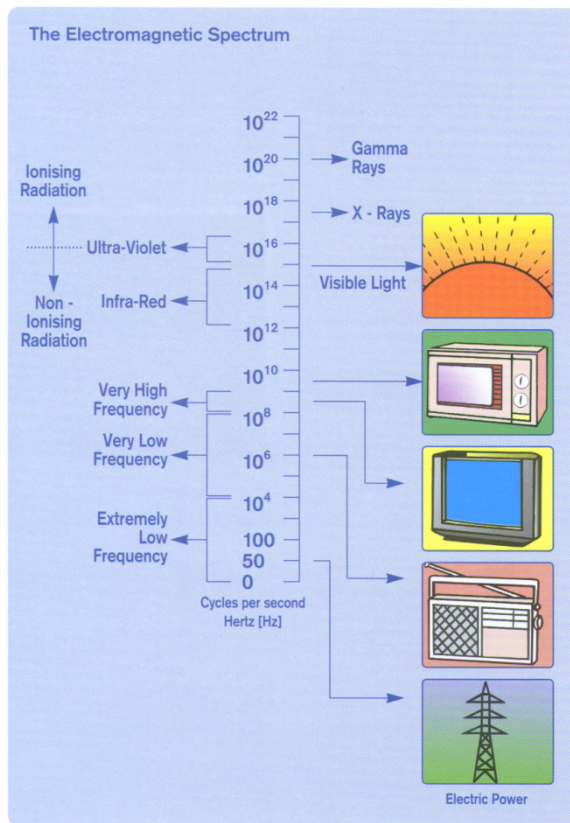 The Electromagnetic Spectrum
10²²
10²⁰
10¹⁸
10¹⁶
10¹⁴
10¹²
10¹⁰
10⁸
10⁶
10⁴
100
50
0
Cycles per second
Hertz [Hz]
Ionising
Radiation
Non -
Ionising
Radiation
Ultra-Violet
Infra-Red
Very High
Frequency
Very Low
Frequency
Extremely
Low
Frequency
Gamma
Rays
X - Rays
Visible Light
Electric Power